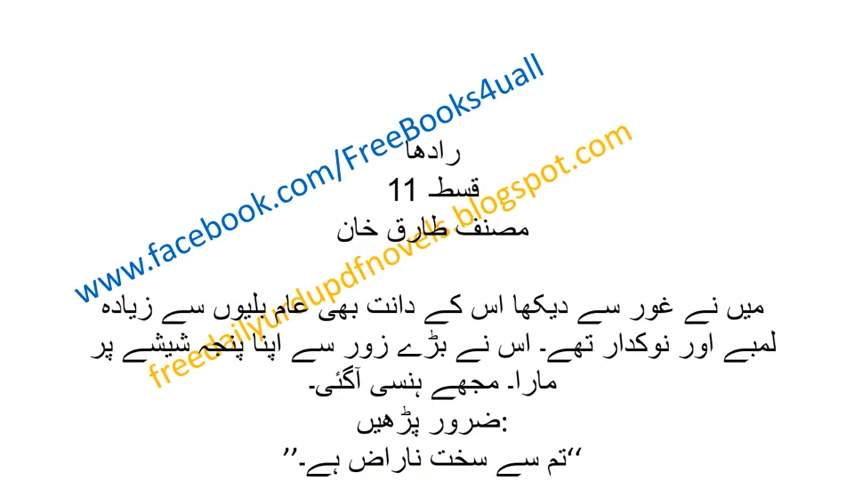 www.facebook.com/FreeBooks4uall
freedailyurdupdfnovels.blogspot.com
رادھا
قسط 11
مصنف طارق خان
میں نے غور سے دیکھا اس کے دانت بھی عام بلیوں سے زیادہ
لمبے اور نوکدار تھے۔ اس نے بڑے زور سے اپنا پنجہ شیشے پر
مارا۔ مجھے ہنسی آگئی۔
ضرور پڑھیں:
‘‘تم سے سخت ناراض ہے۔’’